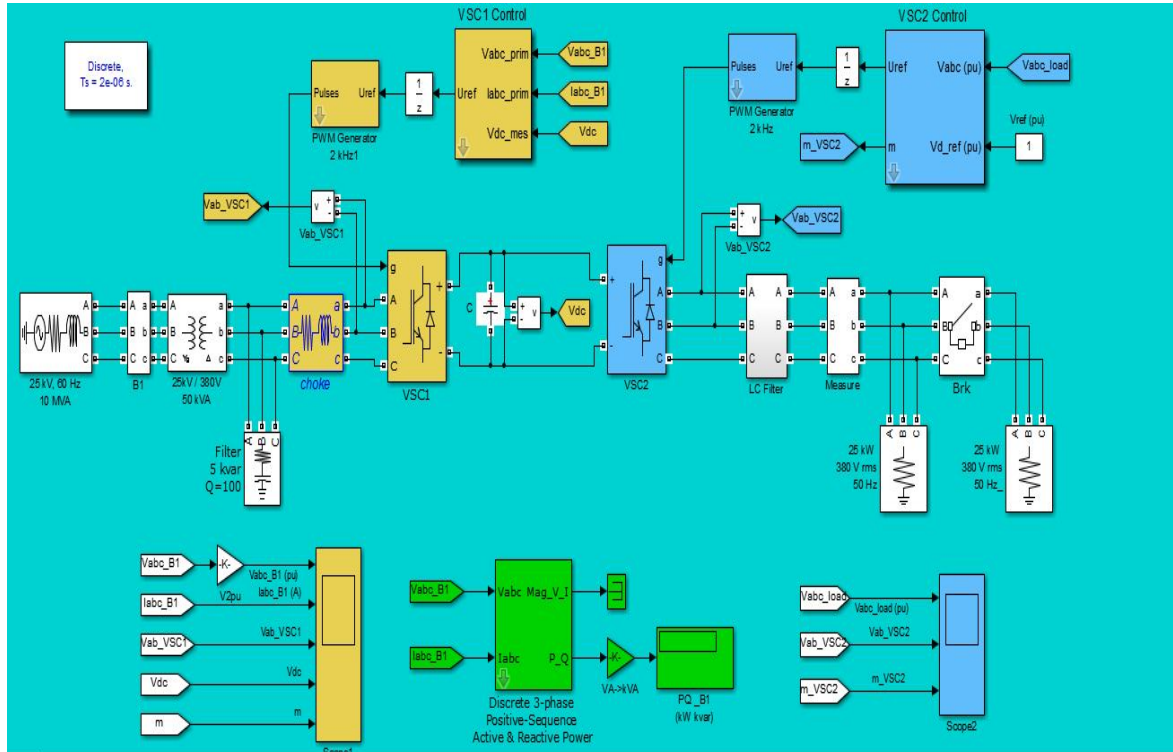 VSC1 Control
VSC2 Control
Discrete,
Ts = 2e-06 s.
Vabc_prim
Iabc_prim
Vdc_mes
Uref
Vabc_B1
Iabc_B1
Vdc
1
z
Pulses
Uref
PWM Generator
2 kHz1
Pulses
Uref
PWM Generator
2 kHz
1
z
Uref
m
Vabc (pu)
Vd_ref (pu)
Vabc_load
Vref (pu)
1
m_VSC2
Vab_VSC1
v
+
-
Vab_VSC1
+
-
v
Vab_VSC2
Vab_VSC2
A
B
C
25 kV, 60 Hz
10 MVA
A
B
C
a
b
c
B1
A
B
C
a
b
c
Yg
Δ
25kV / 380V
50 kVA
A
B
C
a
b
c
choke
g
A
B
C
+
-
VSC1
C
+
-
v
Vdc
g
+
-
A
B
C
VSC2
A
B
C
A
B
C
LC Filter
A
B
C
a
b
c
Measure
A
B
C
a
b
c
Brk
A
B
C
Filter
5 kvar
Q=100
A
B
C
25 kW
380 V rms
50 Hz
A
B
C
25 kW
380 V rms
50 Hz_
Vabc_B1
-K-
V2pu
Vabc_B1 (pu)
Iabc_B1
Iabc_B1 (A)
Vab_VSC1
Vab_VSC1
Vdc
Vdc
m
m
Scope1
Vabc_B1
Iabc_B1
Vabc
Mag_V_I
Iabc
P_Q
Discrete 3-phase
Positive-Sequence
Active & Reactive Power
-K-
VA->kVA
PQ_B1
(kW kvar)
Vabc_load
Vabc_load (pu)
Vab_VSC2
Vab_VSC2
m_VSC2
m_VSC2
Scope2